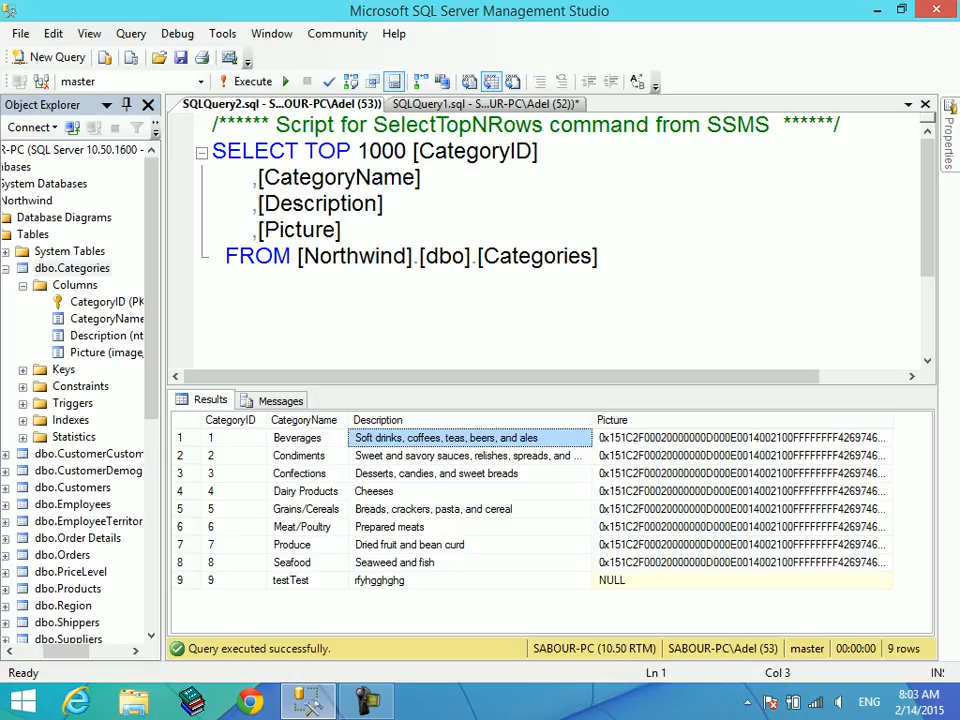 Microsoft SQL Server Management Studio
File Edit View Query Debug Tools Window Community Help
New Query
master Execute
Object Explorer
SQLQuery2.sql - S...OUR-PC\Adel (53)) SQLQuery1.sql - S...UR-PC\Adel (52))*
Connect
R-PC (SQL Server 10.50.1600 -
bases
System Databases
Northwind
Database Diagrams
Tables
System Tables
dbo.Categories
Columns
CategoryID (PK
CategoryName
Description (nt
Picture (image,
Keys
Constraints
Triggers
Indexes
Statistics
dbo.CustomerCustom
dbo.CustomerDemog
dbo.Customers
dbo.Employees
dbo.EmployeeTerritor
dbo.Order Details
dbo.Orders
dbo.PriceLevel
dbo.Products
dbo.Region
dbo.Shippers
dbo.Suppliers
/****** Script for SelectTopNRows command from SSMS ******/
SELECT TOP 1000 [CategoryID]
,[CategoryName]
,[Description]
,[Picture]
FROM [Northwind].[dbo].[Categories]
Properties
Results Messages
CategoryID CategoryName Description Picture
1 1 Beverages Soft drinks, coffees, teas, beers, and ales 0x151C2F00020000000D000E0014002100FFFFFFFF4269746...
2 2 Condiments Sweet and savory sauces, relishes, spreads, and ... 0x151C2F00020000000D000E0014002100FFFFFFFF4269746...
3 3 Confections Desserts, candies, and sweet breads 0x151C2F00020000000D000E0014002100FFFFFFFF4269746...
4 4 Dairy Products Cheeses 0x151C2F00020000000D000E0014002100FFFFFFFF4269746...
5 5 Grains/Cereals Breads, crackers, pasta, and cereal 0x151C2F00020000000D000E0014002100FFFFFFFF4269746...
6 6 Meat/Poultry Prepared meats 0x151C2F00020000000D000E0014002100FFFFFFFF4269746...
7 7 Produce Dried fruit and bean curd 0x151C2F00020000000D000E0014002100FFFFFFFF4269746...
8 8 Seafood Seaweed and fish 0x151C2F00020000000D000E0014002100FFFFFFFF4269746...
9 9 testTest rfyhgghghg NULL
Query executed successfully. SABOUR-PC (10.50 RTM) SABOUR-PC\Adel (53) master 00:00:00 9 rows
Ready Ln 1 Col 3 INS
ENG
8:03 AM
2/14/2015